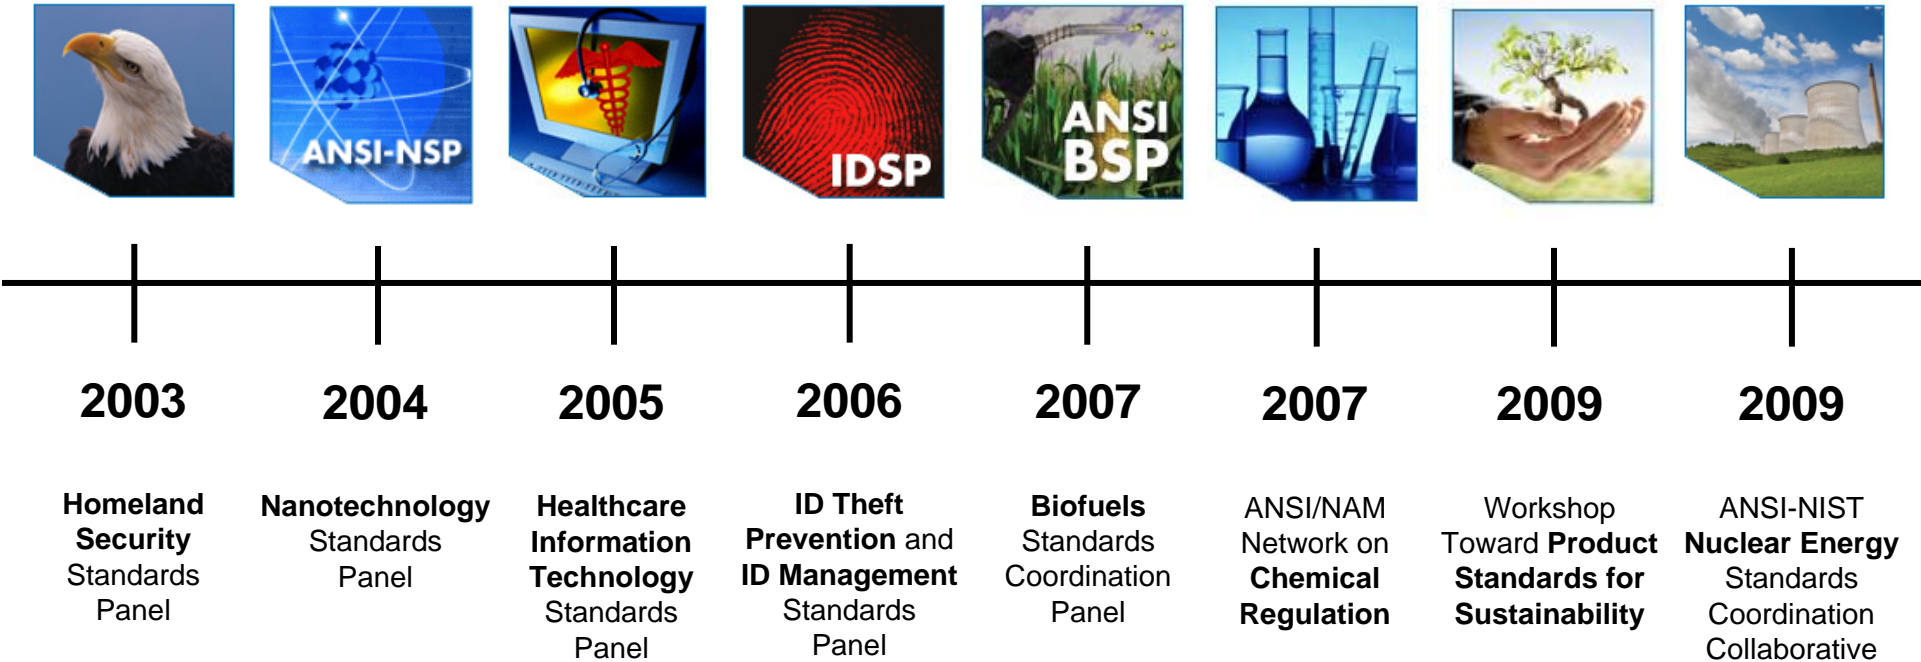 ANSI-NSP
IDSP
ANSI
BSP
2003
2004
2005
2006
2007
2007
2009
2009
Homeland
Security
Standards
Panel
Nanotechnology
Standards
Panel
Healthcare
Information
Technology
Standards
Panel
ID Theft
Prevention and
ID Management
Standards
Panel
Biofuels
Standards
Coordination
Panel
ANSI/NAM
Network on
Chemical
Regulation
Workshop
Toward Product
Standards for
Sustainability
ANSI-NIST
Nuclear Energy
Standards
Coordination
Collaborative